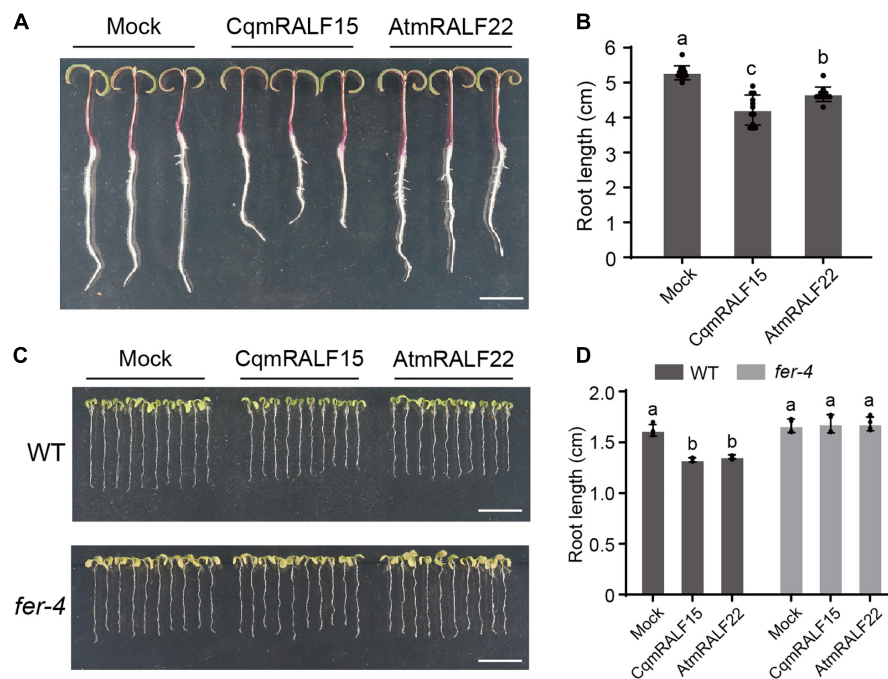 A
Mock CqmRALF15 AtmRALF22
B
Root length (cm)
6
5
4
3
2
1
0
a
c
b
Mock
CqmRALF15
AtmRALF22
C
Mock CqmRALF15 AtmRALF22
WT
fer-4
D
WT fer-4
Root length (cm)
2.0
1.5
1.0
0.5
0
a b b a a a
Mock
CqmRALF15
AtmRALF22
Mock
CqmRALF15
AtmRALF22